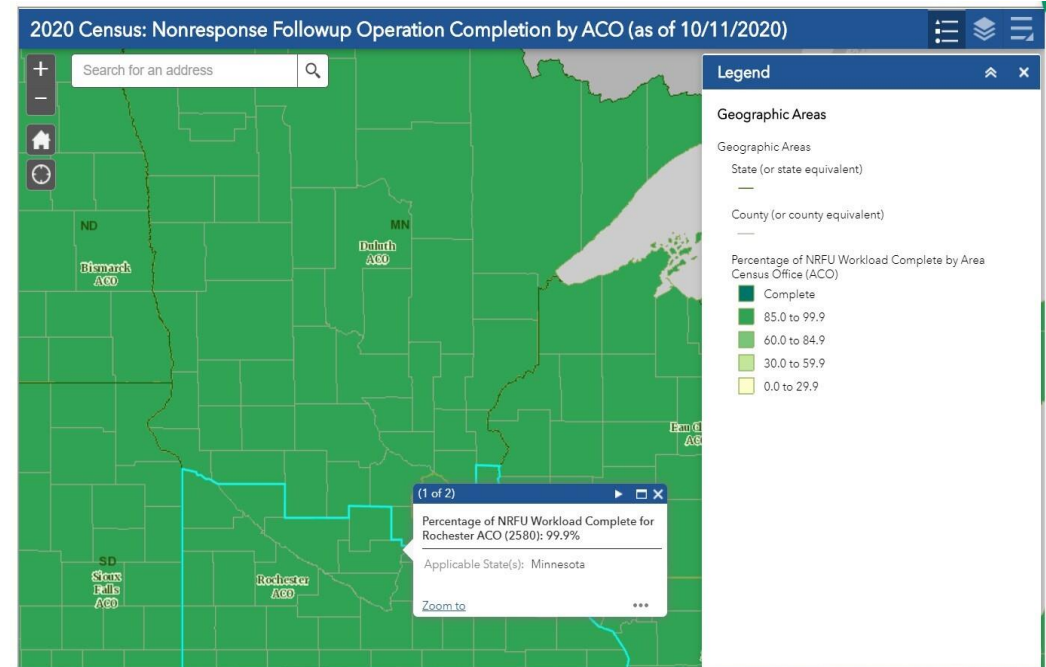 2020 Census: Nonresponse Followup Operation Completion by ACO (as of 10/11/2020)
+
Search for an address
−
Legend
Geographic Areas
Geographic Areas
State (or state equivalent)
County (or county equivalent)
Percentage of NRFU Workload Complete by Area
Census Office (ACO)
Complete
85.0 to 99.9
60.0 to 84.9
30.0 to 59.9
0.0 to 29.9
ND
Bismarck
ACO
MN
Duluth
ACO
SD
Sioux
Falls
ACO
Rochester
ACO
(1 of 2)
Percentage of NRFU Workload Complete for
Rochester ACO (2580): 99.9%
Applicable State(s): Minnesota
Zoom to